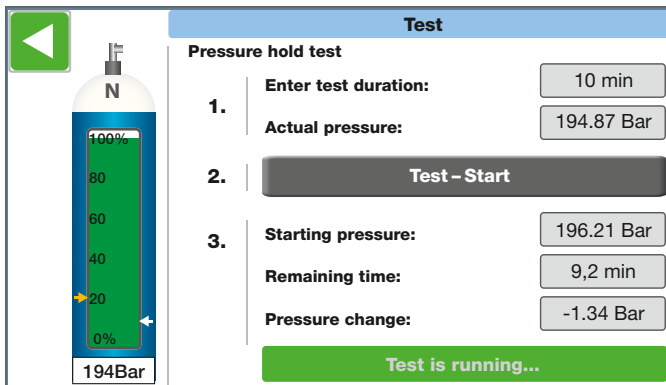 Test
Pressure hold test
N
1.
Enter test duration: 10 min
Actual pressure: 194.87 Bar
2.
Test – Start
3.
Starting pressure: 196.21 Bar
Remaining time: 9,2 min
Pressure change: -1.34 Bar
Test is running...
100%
80
60
40
20
0%
194Bar